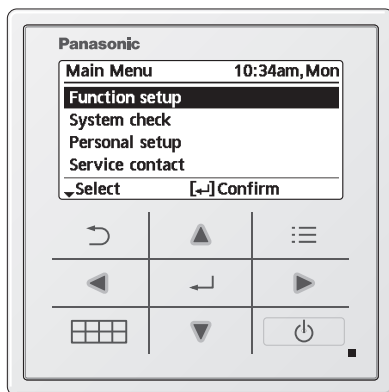 Panasonic
Main Menu 10:34am,Mon
Function setup
System check
Personal setup
Service contact
Select [↵]Confirm